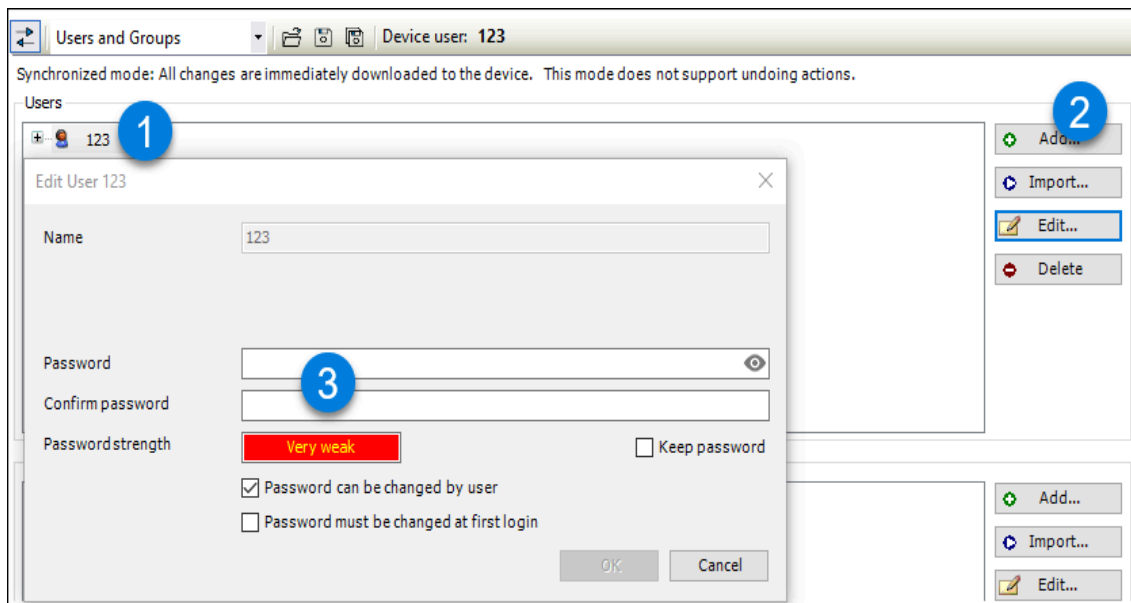 Users and Groups Device user: 123
Synchronized mode: All changes are immediately downloaded to the device. This mode does not support undoing actions.
Users
123 1
2
Add...
Import...
Edit...
Delete
Edit User 123
Name 123
Password
3
Confirm password
Password strength Very weak Keep password
Password can be changed by user
Password must be changed at first login
OK Cancel
Add...
Import...
Edit...